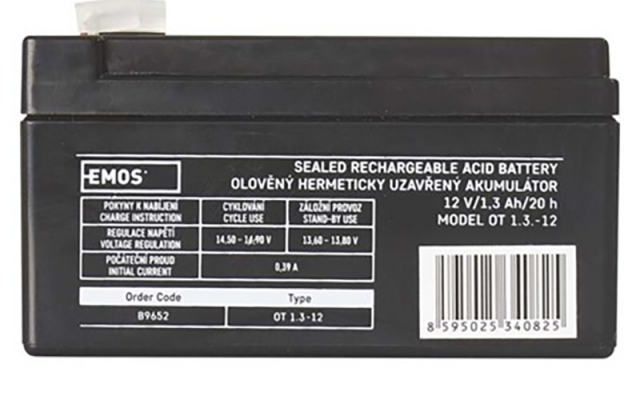 EMOS
SEALED RECHARGEABLE ACID BATTERY
OLOVĚNÝ HERMETICKY UZAVŘENÝ AKUMULÁTOR
12 V/1,3 Ah/20 h
MODEL OT 1.3.-12
POKYNY K NABÍJENÍ
CHARGE INSTRUCTION
CYKLOVÁNÍ
CYCLE USE
ZÁLOŽNÍ PROVOZ
STAND-BY USE
REGULACE NAPĚTÍ
VOLTAGE REGULATION
14,50 - 14,90 V
13,60 - 13,80 V
POČÁTEČNÍ PROUD
INITIAL CURRENT
0,39 A
Order Code
Type
B9652
OT 1.3-12
8 595025 340825